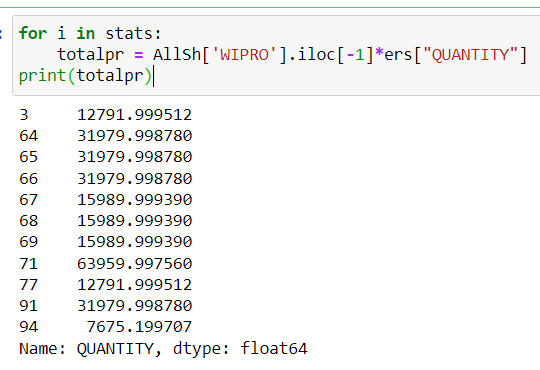 : for i in stats:
    totalpr = AllSh['WIPRO'].iloc[-1]*ers["QUANTITY"]
print(totalpr)
3     12791.999512
64    31979.998780
65    31979.998780
66    31979.998780
67    15989.999390
68    15989.999390
69    15989.999390
71    63959.997560
77    12791.999512
91    31979.998780
94     7675.199707
Name: QUANTITY, dtype: float64